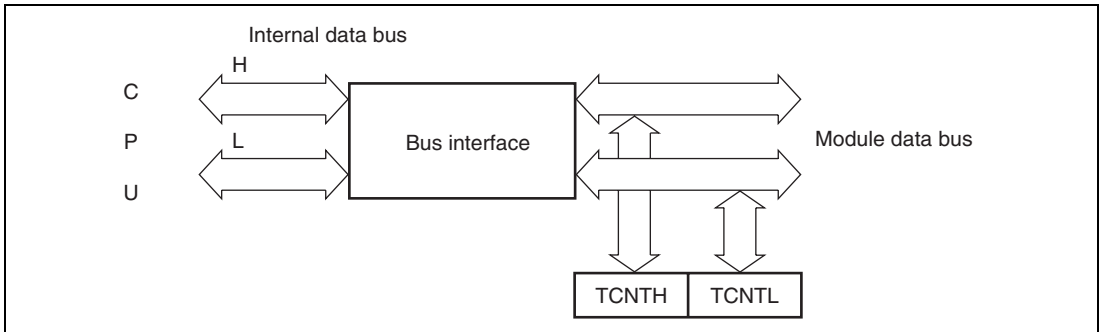 Internal data bus
H
C
P
U
L
Bus interface
Module data bus
TCNTH
TCNTL